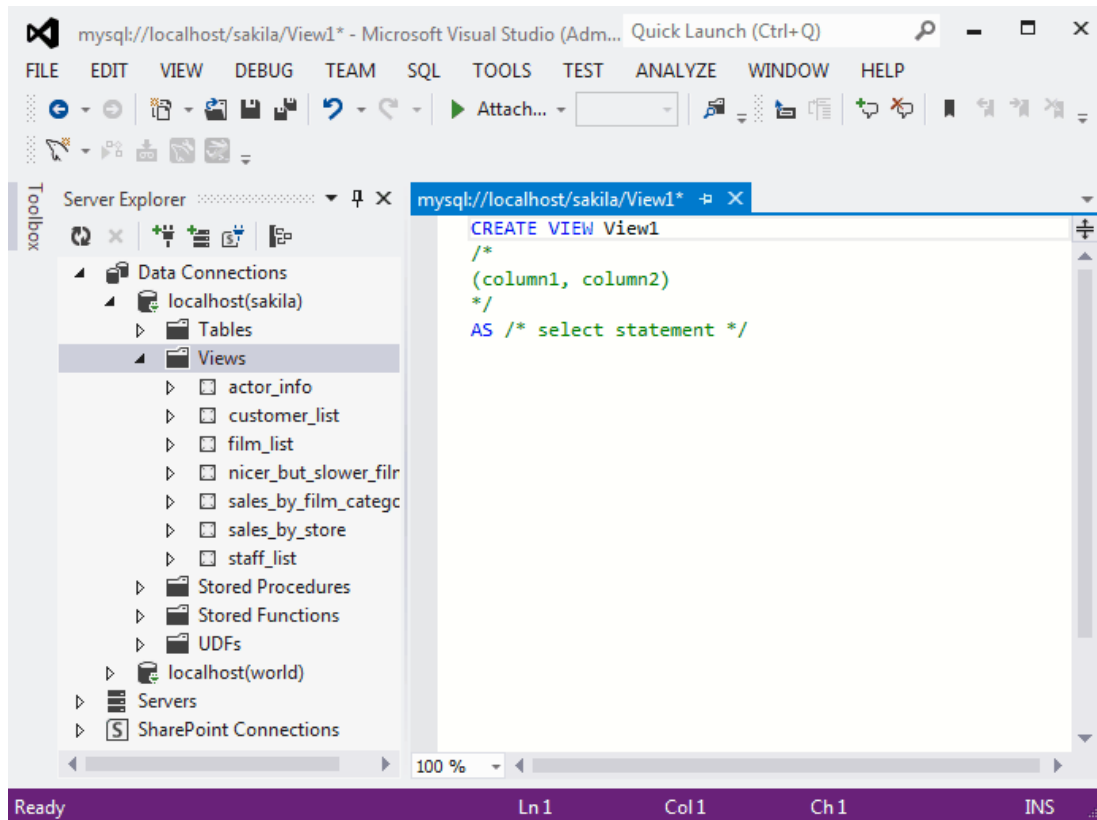 mysql://localhost/sakila/View1* - Microsoft Visual Studio (Adm... Quick Launch (Ctrl+Q)
FILE EDIT VIEW DEBUG TEAM SQL TOOLS TEST ANALYZE WINDOW HELP
Attach...
Toolbox
Server Explorer
Data Connections
localhost(sakila)
Tables
Views
actor_info
customer_list
film_list
nicer_but_slower_film
sales_by_film_catego
sales_by_store
staff_list
Stored Procedures
Stored Functions
UDFs
localhost(world)
Servers
SharePoint Connections
mysql://localhost/sakila/View1*
CREATE VIEW View1
/*
(column1, column2)
*/
AS /* select statement */
100 %
Ready Ln 1 Col 1 Ch 1 INS